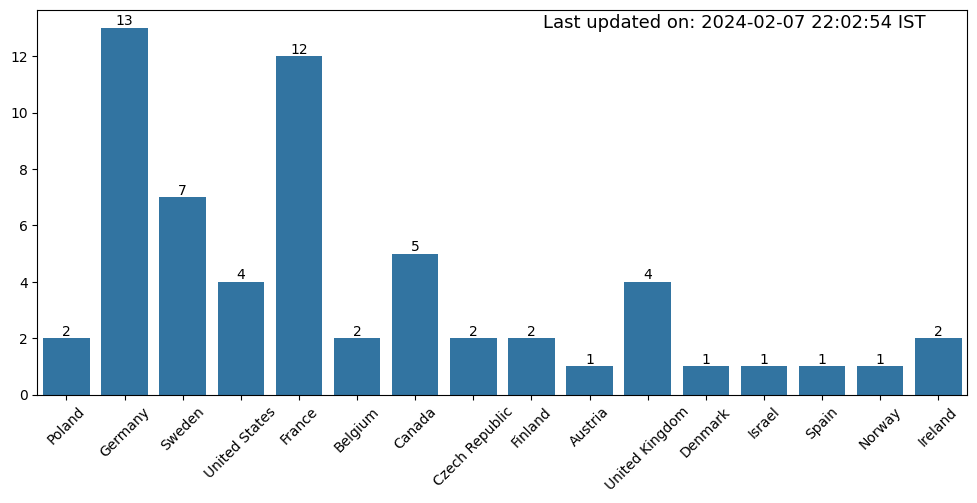 Last updated on: 2024-02-07 22:02:54 IST
13
12
12
10
8
7
6
5
4
4
4
2
2
2
2
2
2
1
1
1
1
1
0
Poland
Germany
Sweden
United States
France
Belgium
Canada
Czech Republic
Finland
Austria
United Kingdom
Denmark
Israel
Spain
Norway
Ireland